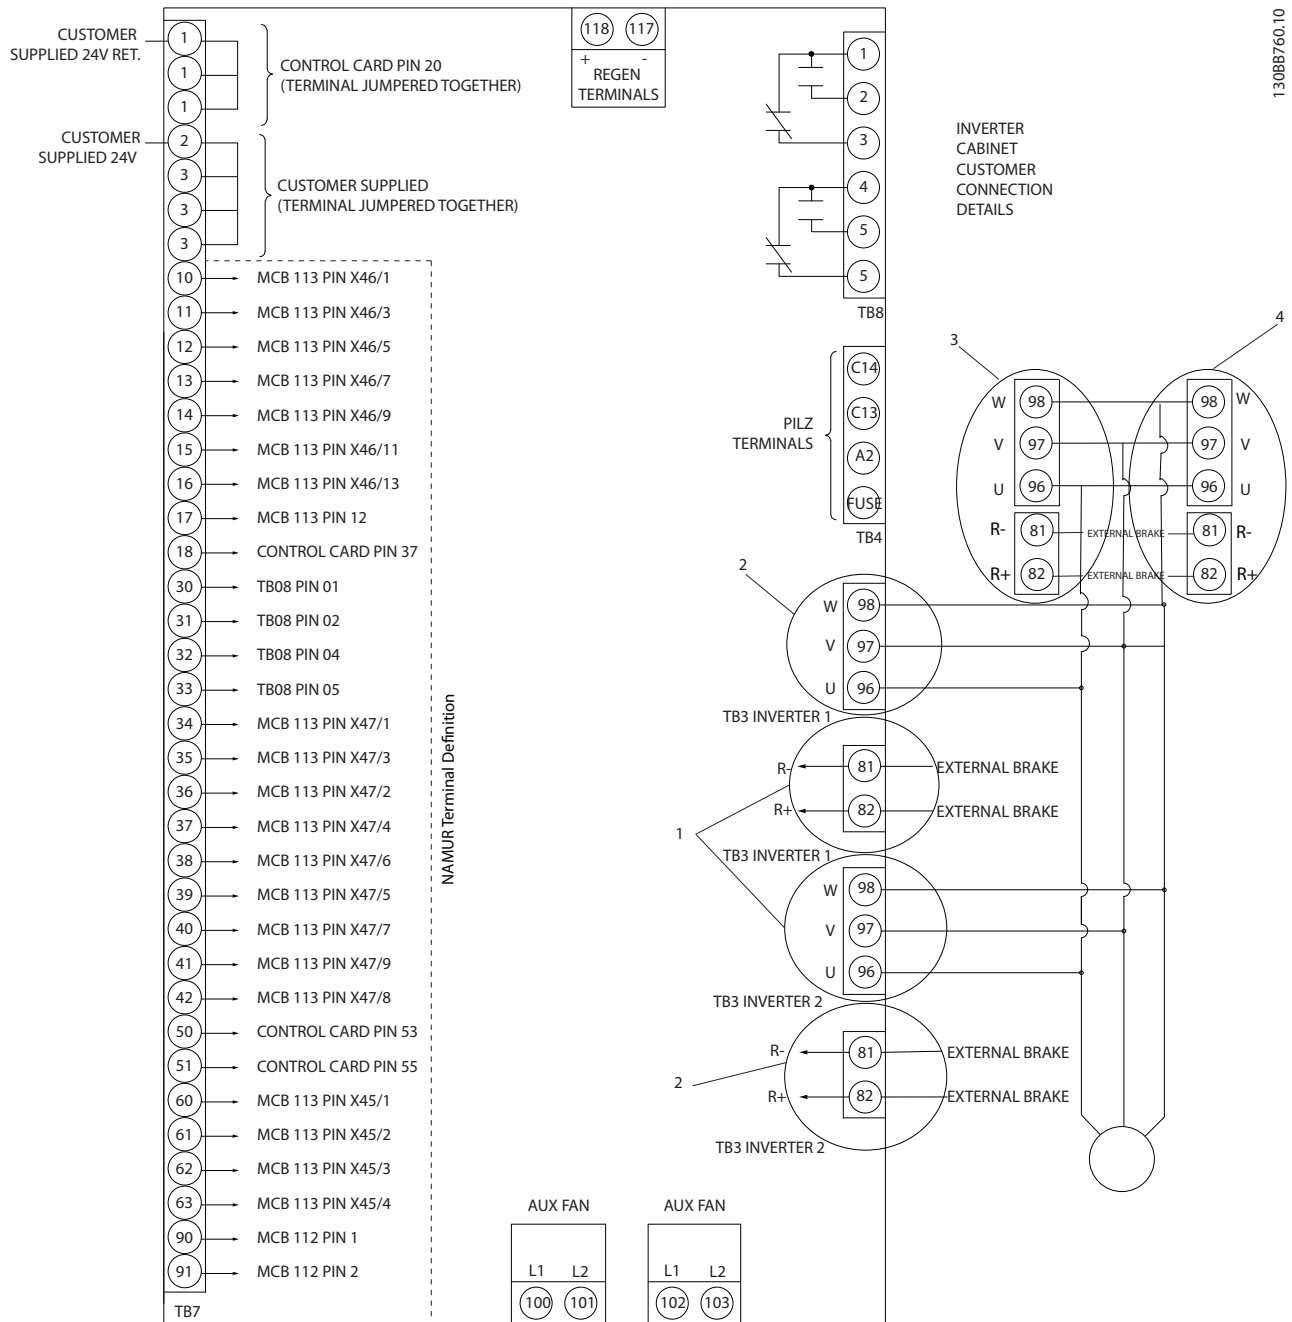 130BB760.10
CUSTOMER
SUPPLIED 24V RET.
1
1
1
CONTROL CARD PIN 20
(TERMINAL JUMPERED TOGETHER)
CUSTOMER
SUPPLIED 24V
2
3
3
3
CUSTOMER SUPPLIED
(TERMINAL JUMPERED TOGETHER)
10 MCB 113 PIN X46/1
11 MCB 113 PIN X46/3
12 MCB 113 PIN X46/5
13 MCB 113 PIN X46/7
14 MCB 113 PIN X46/9
15 MCB 113 PIN X46/11
16 MCB 113 PIN X46/13
17 MCB 113 PIN 12
18 CONTROL CARD PIN 37
30 TB08 PIN 01
31 TB08 PIN 02
32 TB08 PIN 04
33 TB08 PIN 05
34 MCB 113 PIN X47/1
35 MCB 113 PIN X47/3
36 MCB 113 PIN X47/2
37 MCB 113 PIN X47/4
38 MCB 113 PIN X47/6
39 MCB 113 PIN X47/5
40 MCB 113 PIN X47/7
41 MCB 113 PIN X47/9
42 MCB 113 PIN X47/8
50 CONTROL CARD PIN 53
51 CONTROL CARD PIN 55
60 MCB 113 PIN X45/1
61 MCB 113 PIN X45/2
62 MCB 113 PIN X45/3
63 MCB 113 PIN X45/4
90 MCB 112 PIN 1
91 MCB 112 PIN 2
TB7
NAMUR Terminal Definition
118 117
+ -
REGEN
TERMINALS
1
2
3
4
5
5
TB8
INVERTER
CABINET
CUSTOMER
CONNECTION
DETAILS
PILZ
TERMINALS
C14
C13
A2
FUSE
TB4
2
W 98
V 97
U 96
TB3 INVERTER 1
R- 81 EXTERNAL BRAKE
R+ 82 EXTERNAL BRAKE
1
TB3 INVERTER 1
W 98
V 97
U 96
TB3 INVERTER 2
R- 81 EXTERNAL BRAKE
2
R+ 82 EXTERNAL BRAKE
TB3 INVERTER 2
3
4
W 98 98 W
V 97 97 V
U 96 96 U
R- 81 EXTERNAL BRAKE 81 R-
R+ 82 EXTERNAL BRAKE 82 R+
AUX FAN
L1 L2
100 101
AUX FAN
L1 L2
102 103